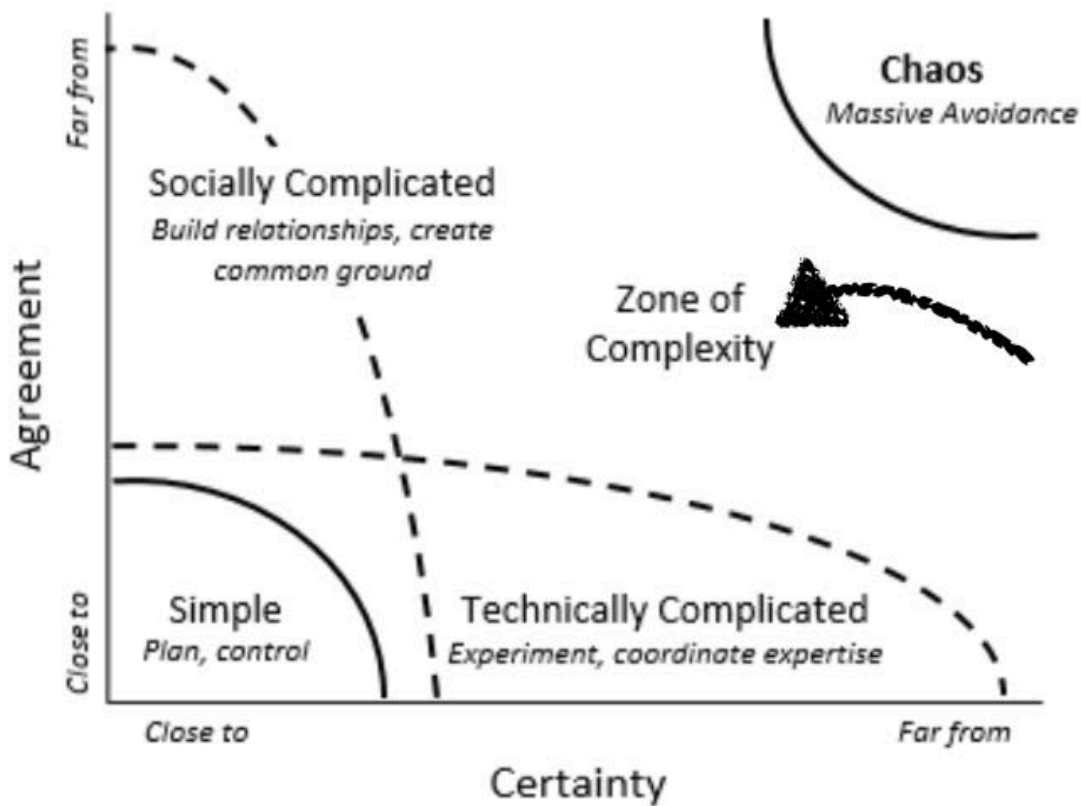 Chaos
Massive Avoidance
Far from
Socially Complicated
Build relationships, create
common ground
Zone of
Complexity
Agreement
Simple
Plan, control
Technically Complicated
Experiment, coordinate expertise
Close to
Close to
Far from
Certainty